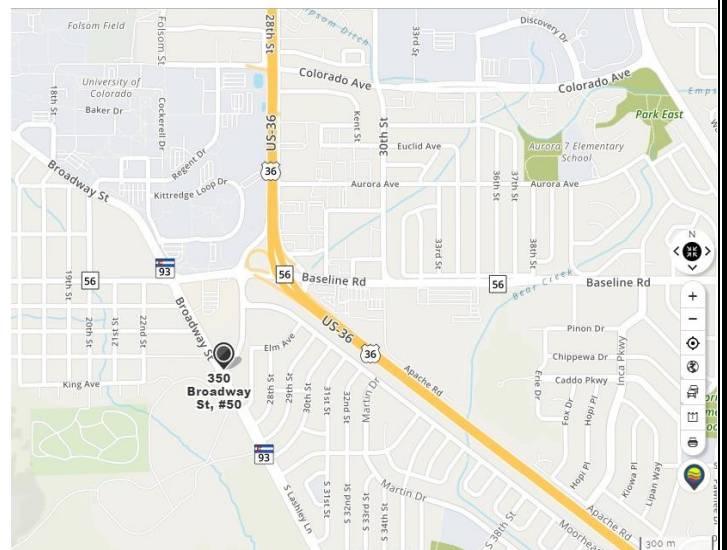 Folsom Field
Folsom St
28th St
Empsom Ditch
33rd St
Discovery Dr
Colorado Ave
Colorado Ave
University of
Colorado
18th St
Baker Dr
Cockerell Dr
US-36
Kent St
30th St
Park East
Euclid Ave
Aurora 7 Elementary
School
Regent Dr
36
Broadway St
Kittredge Loop Dr
Aurora Ave
36th St
37th St
Aurora Ave
33rd St
38th St
N
93
56
Baseline Rd
56
56
Baseline Rd
Bear Creek
19th St
20th St
21st St
22nd St
Broadway St
US-36
36
Elm Ave
Pinon Dr
Inca Pkwy
Chippewa Dr
Caddo Pkwy
Apache Rd
350
Broadway
St, #50
King Ave
28th St
29th St
30th St
31st St
32nd St
Martin Dr
Erie Dr
Fox Dr
Hopi Pl
93
Hopi Pl
Kiowa Pl
Lipan Way
S Lashley Ln
S 31st St
S 32nd St
S 33rd St
S 34th St
Martin Dr
S 38th St
Apache Rd
300 m